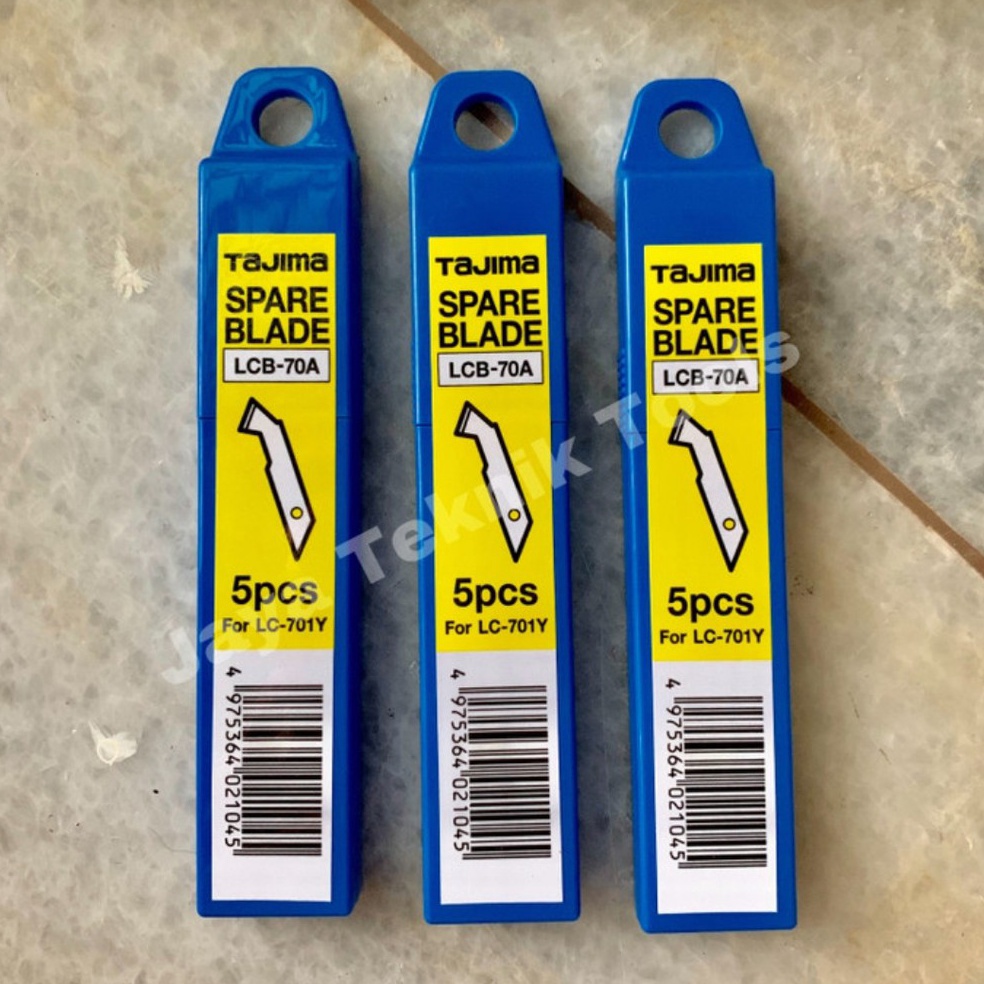 TaJIma
SPARE
BLADE
LCB-70A
5pcs
For LC-701Y
4 975364 021045
TaJIma
SPARE
BLADE
LCB-70A
5pcs
For LC-701Y
4 975364 021045
TaJIma
SPARE
BLADE
LCB-70A
5pcs
For LC-701Y
4 975364 021045
Jaya Teknik Tools